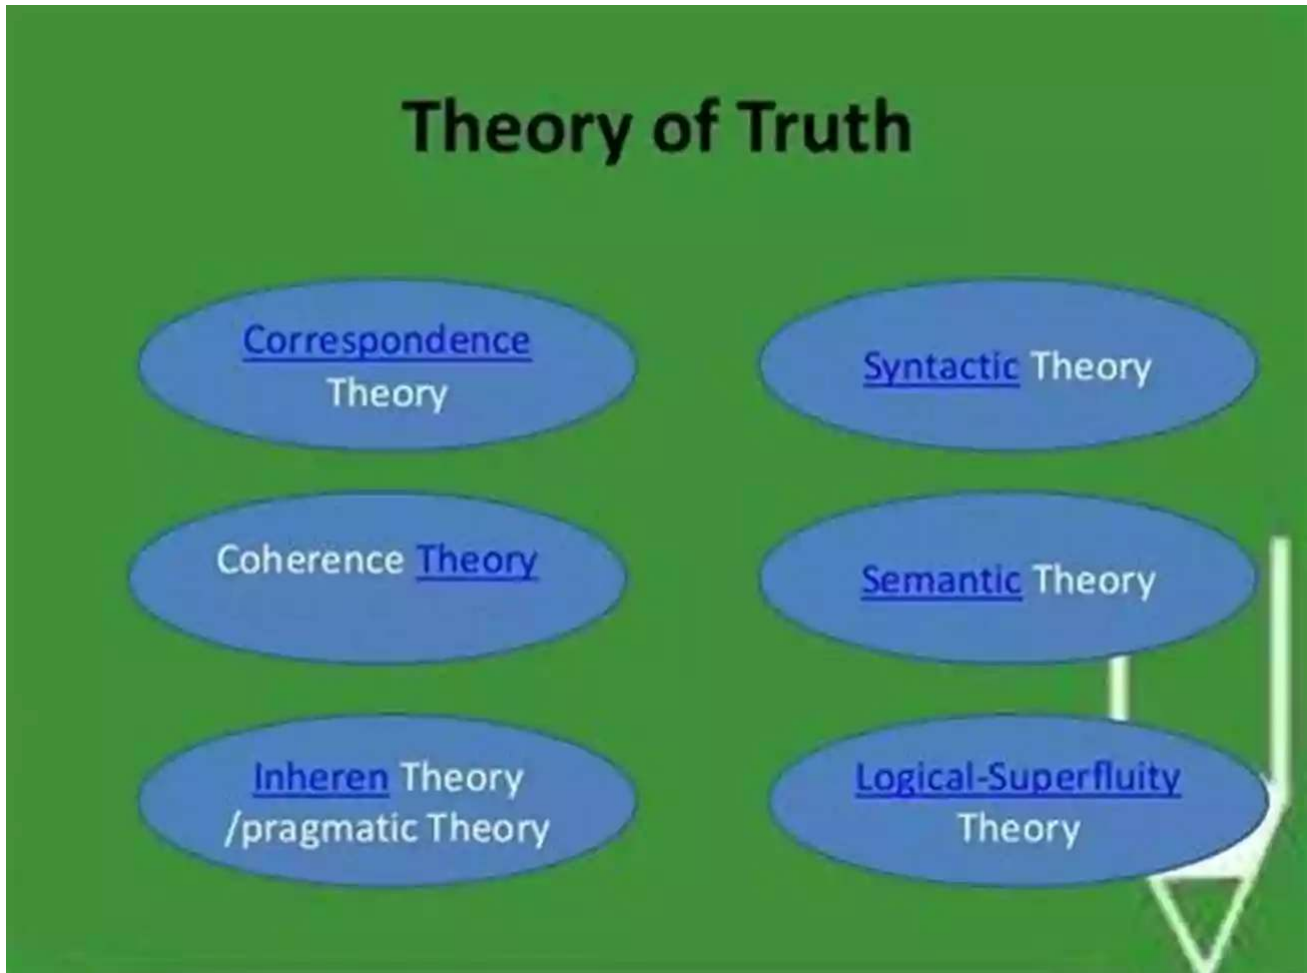 Theory of Truth
Correspondence
Theory
Syntactic Theory
Coherence Theory
Semantic Theory
Inheren Theory
/pragmatic Theory
Logical-Superfluity
Theory